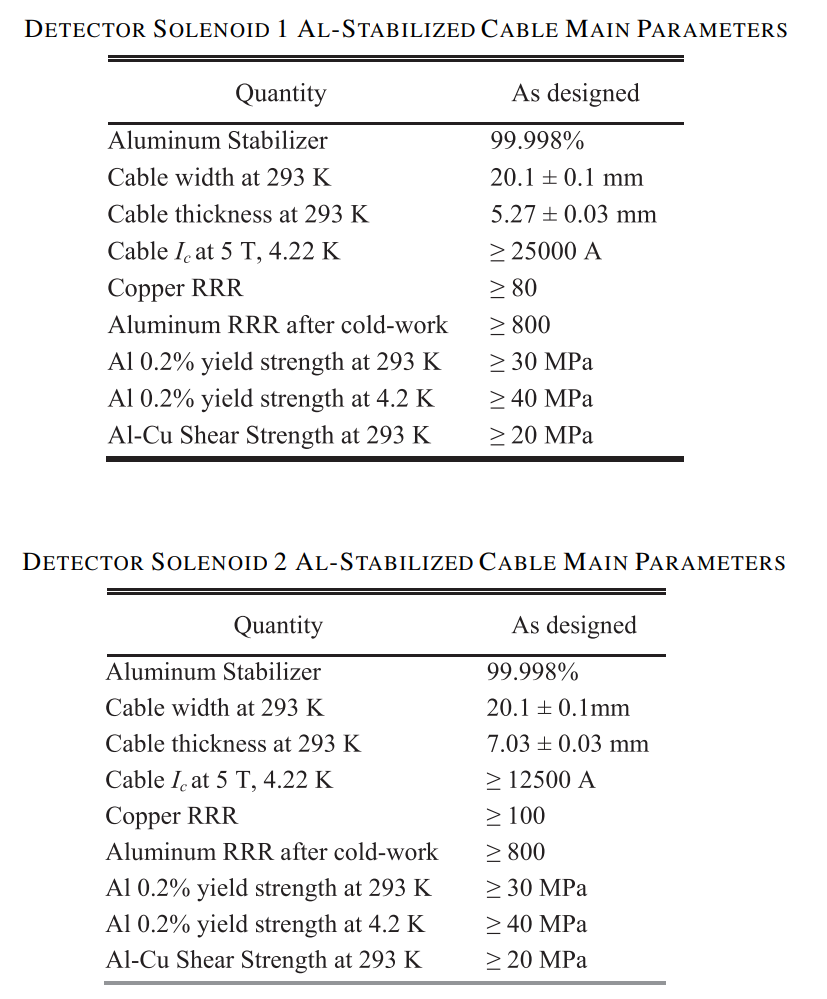 DETECTOR SOLENOID 1 AL-STABILIZED CABLE MAIN PARAMETERS
Quantity As designed
Aluminum Stabilizer 99.998%
Cable width at 293 K 20.1 ± 0.1 mm
Cable thickness at 293 K 5.27 ± 0.03 mm
Cable Ic at 5 T, 4.22 K ≥ 25000 A
Copper RRR ≥ 80
Aluminum RRR after cold-work ≥ 800
Al 0.2% yield strength at 293 K ≥ 30 MPa
Al 0.2% yield strength at 4.2 K ≥ 40 MPa
Al-Cu Shear Strength at 293 K ≥ 20 MPa
DETECTOR SOLENOID 2 AL-STABILIZED CABLE MAIN PARAMETERS
Quantity As designed
Aluminum Stabilizer 99.998%
Cable width at 293 K 20.1 ± 0.1mm
Cable thickness at 293 K 7.03 ± 0.03 mm
Cable Ic at 5 T, 4.22 K ≥ 12500 A
Copper RRR ≥ 100
Aluminum RRR after cold-work ≥ 800
Al 0.2% yield strength at 293 K ≥ 30 MPa
Al 0.2% yield strength at 4.2 K ≥ 40 MPa
Al-Cu Shear Strength at 293 K ≥ 20 MPa